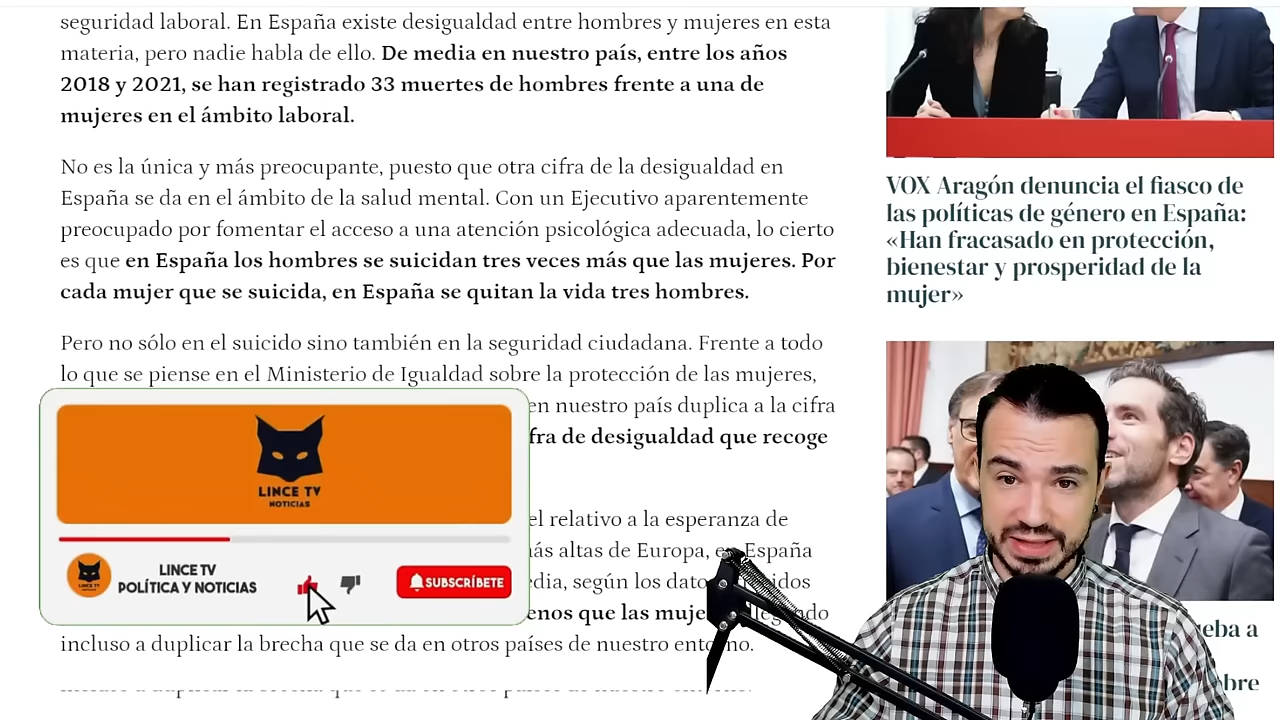 seguridad laboral. En España existe desigualdad entre hombres y mujeres en esta
materia, pero nadie habla de ello. De media en nuestro país, entre los años
2018 y 2021, se han registrado 33 muertes de hombres frente a una de
mujeres en el ámbito laboral.
No es la única y más preocupante, puesto que otra cifra de la desigualdad en
España se da en el ámbito de la salud mental. Con un Ejecutivo aparentemente
preocupado por fomentar el acceso a una atención psicológica adecuada, lo cierto
es que en España los hombres se suicidan tres veces más que las mujeres. Por
cada mujer que se suicida, en España se quitan la vida tres hombres.
Pero no sólo en el suicido sino también en la seguridad ciudadana. Frente a todo
lo que se piense en el Ministerio de Igualdad sobre la protección de las mujeres,
en nuestro país duplica a la cifra
de desigualdad que recoge
el relativo a la esperanza de
altas de Europa, en España
según los datos
que las
incluso a duplicar la brecha que se da en otros países de nuestro entorno.
LINCE TV
NOTICIAS
LINCE TV
POLÍTICA Y NOTICIAS
SUBSCRÍBETE
VOX Aragón denuncia el fiasco de
las políticas de género en España:
«Han fracasado en protección,
bienestar y prosperidad de la
mujer»
a